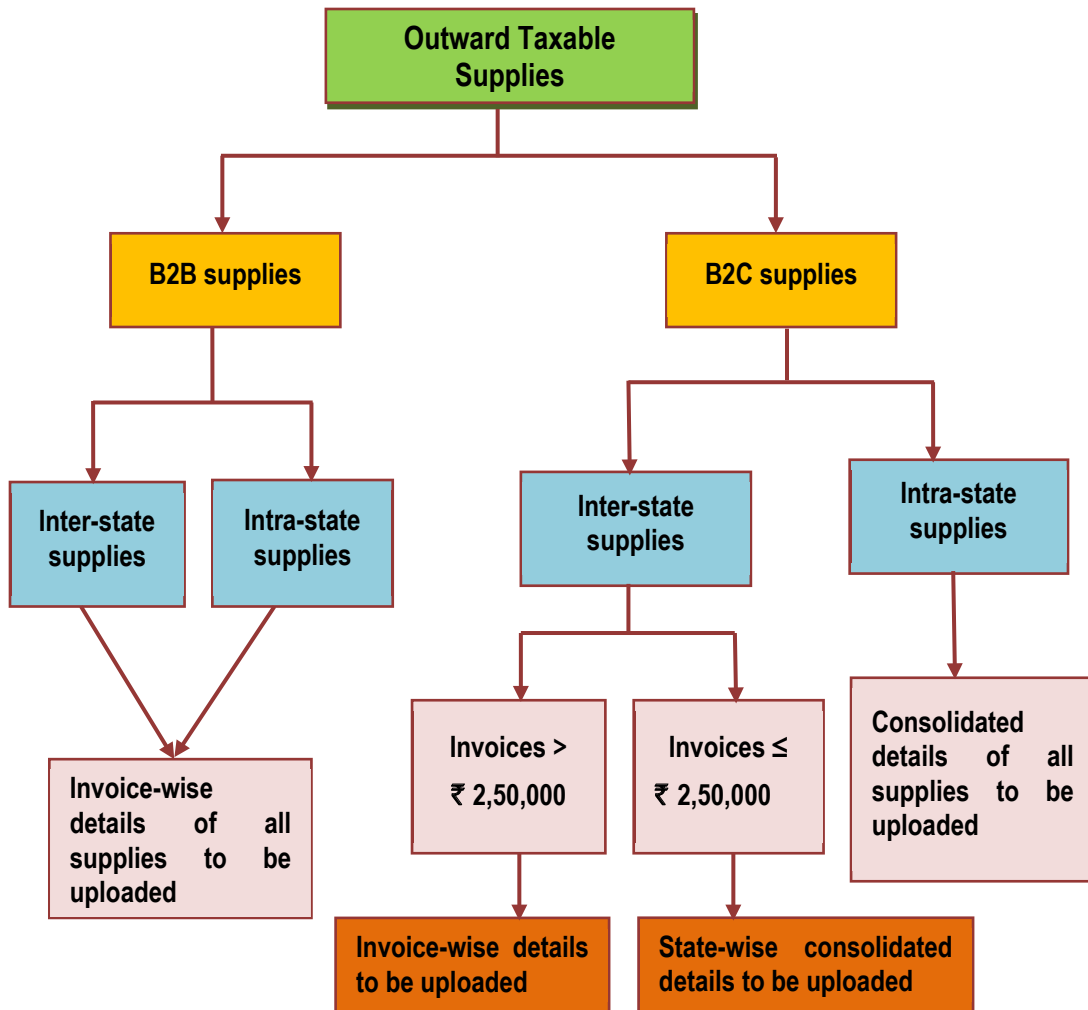 Outward Taxable
Supplies
B2B supplies
B2C supplies
Inter-state
supplies
Intra-state
supplies
Inter-state
supplies
Intra-state
supplies
Invoice-wise
details of all
supplies to be
uploaded
Invoices >
₹ 2,50,000
Invoices ≤
₹ 2,50,000
Consolidated
details of all
supplies to be
uploaded
Invoice-wise details
to be uploaded
State-wise consolidated
details to be uploaded